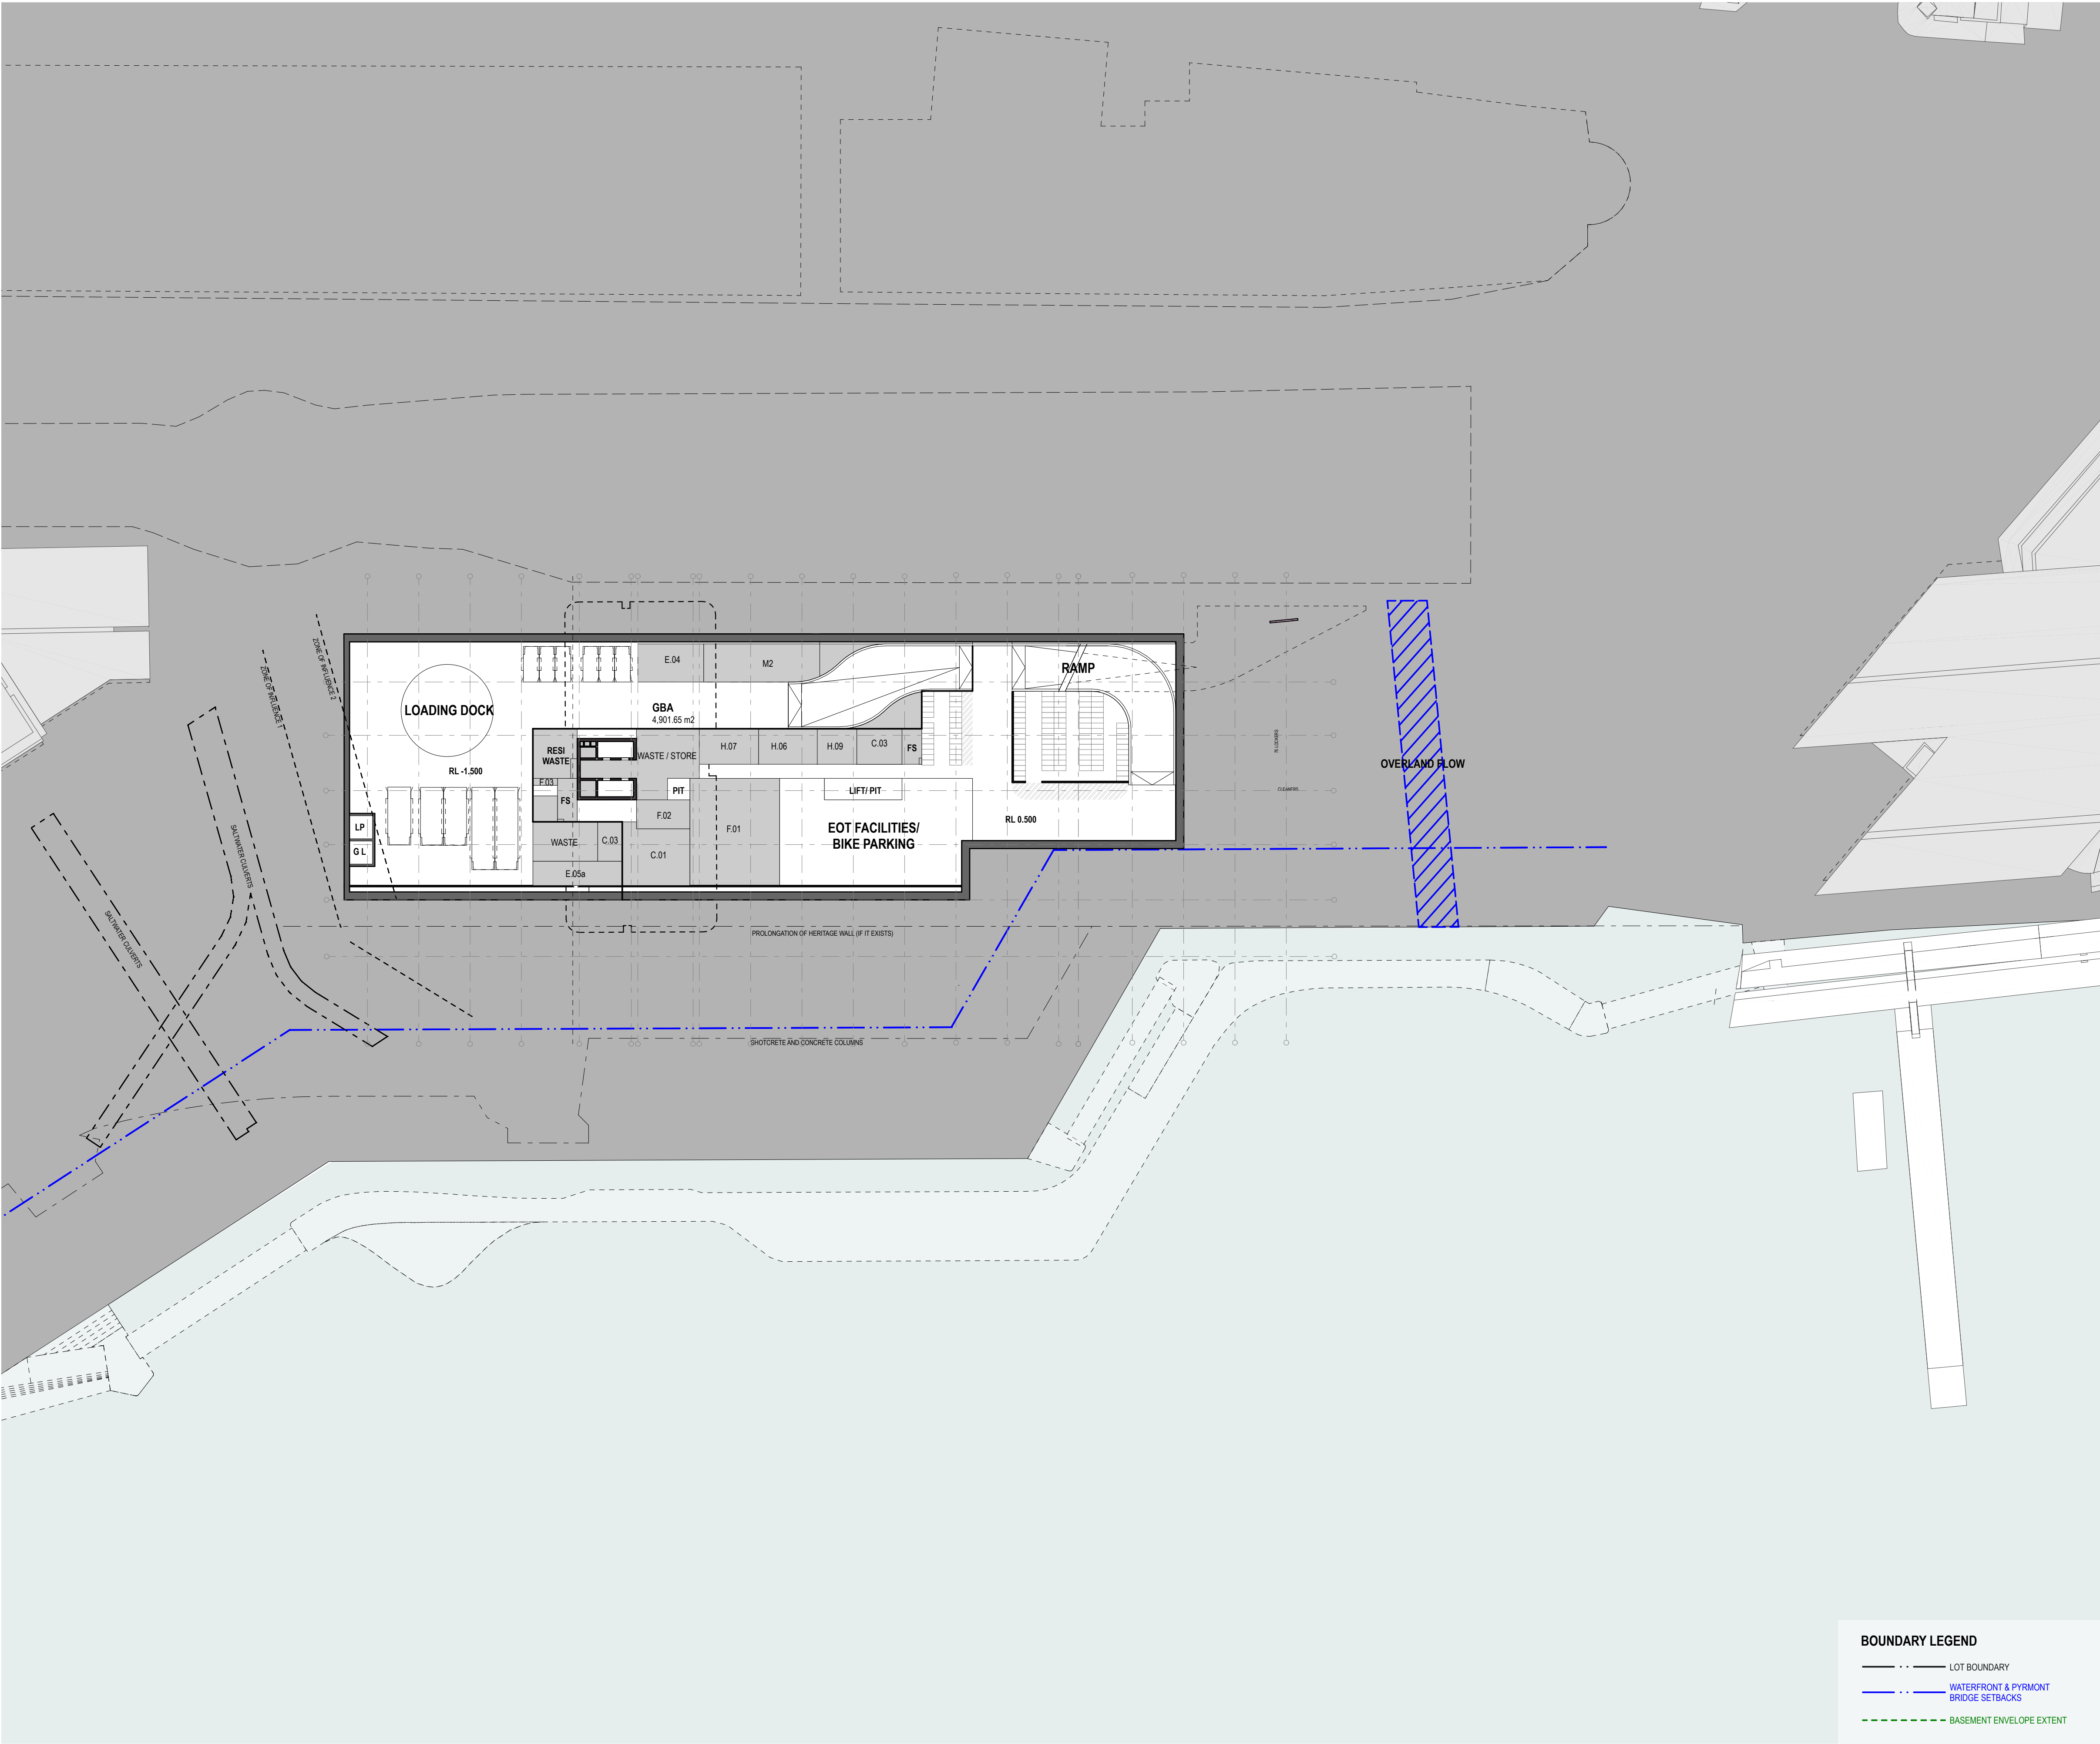 ZONE OF INFLUENCE 2
ZONE OF INFLUENCE 1
E.04
M2
RAMP
LOADING DOCK
GBA
4,901.65 m2
RESI
WASTE
WASTE / STORE
H.07
H.06
H.09
C.03
FS
75 LOCKERS
OVERLAND FLOW
RL -1.500
F.03
PIT
LIFT/ PIT
CLEANERS
FS
F.02
LP
F.01
EOT FACILITIES/
BIKE PARKING
RL 0.500
WASTE
C.03
G L
C.01
E.05a
SALTWATER CULVERTS
SALTWATER CULVERTS
PROLONGATION OF HERITAGE WALL (IF IT EXISTS)
SHOTCRETE AND CONCRETE COLUMNS
BOUNDARY LEGEND
LOT BOUNDARY
WATERFRONT & PYRMONT
BRIDGE SETBACKS
BASEMENT ENVELOPE EXTENT